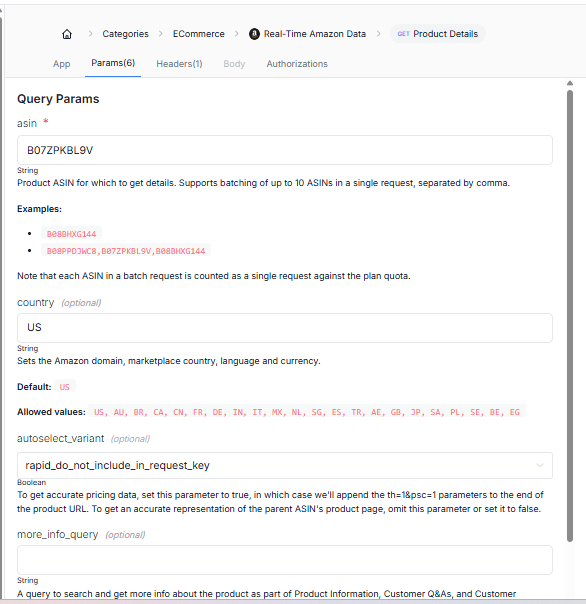 Categories > ECommerce > Real-Time Amazon Data > GET Product Details
App Params(6) Headers(1) Body Authorizations
Query Params
asin *
B07ZPKBL9V
String
Product ASIN for which to get details. Supports batching of up to 10 ASINs in a single request, separated by comma.
Examples:
• B08BHXG144
• B08PPDJWC8,B07ZPKBL9V,B08BHXG144
Note that each ASIN in a batch request is counted as a single request against the plan quota.
country (optional)
US
String
Sets the Amazon domain, marketplace country, language and currency.
Default: US
Allowed values: US, AU, BR, CA, CN, FR, DE, IN, IT, MX, NL, SG, ES, TR, AE, GB, JP, SA, PL, SE, BE, EG
autoselect_variant (optional)
rapid_do_not_include_in_request_key
Boolean
To get accurate pricing data, set this parameter to true, in which case we'll append the th=1&psc=1 parameters to the end of
the product URL. To get an accurate representation of the parent ASIN's product page, omit this parameter or set it to false.
more_info_query (optional)
String
A query to search and get more info about the product as part of Product Information, Customer Q&As, and Customer